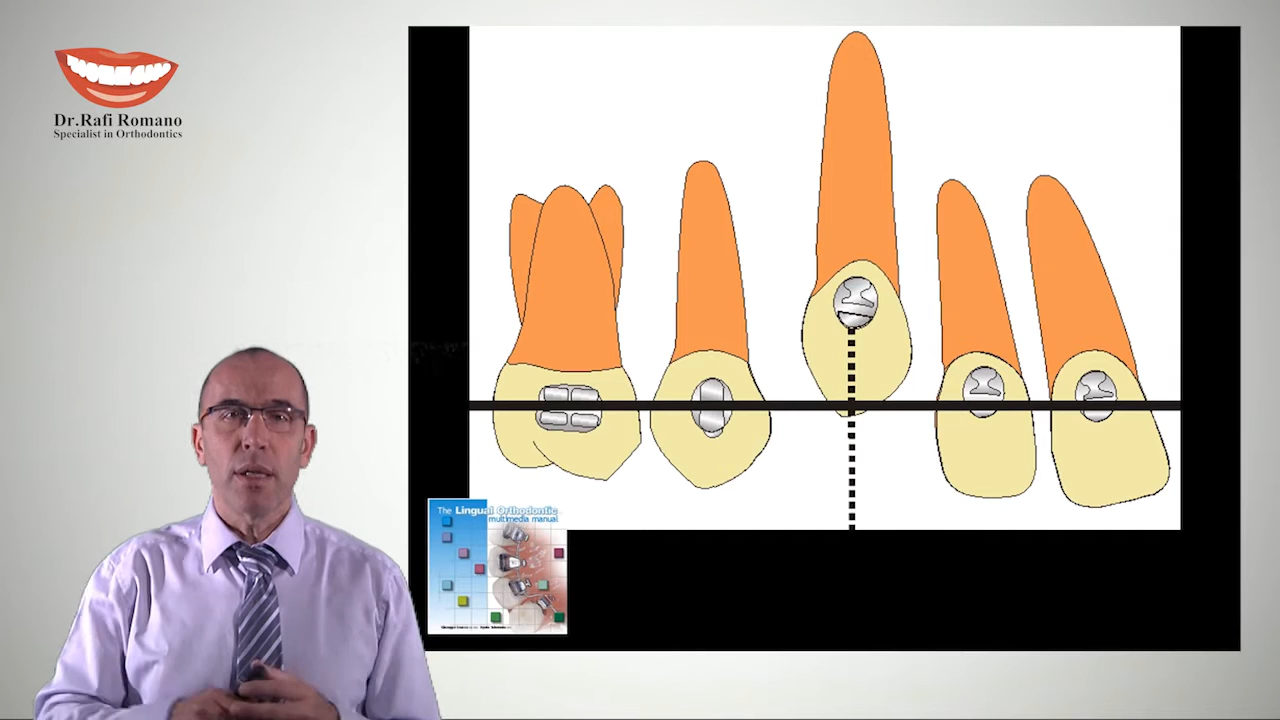 Dr.Rafi Romano
Specialist in Orthodontics
The Lingual Orthodontic
multimedia manual